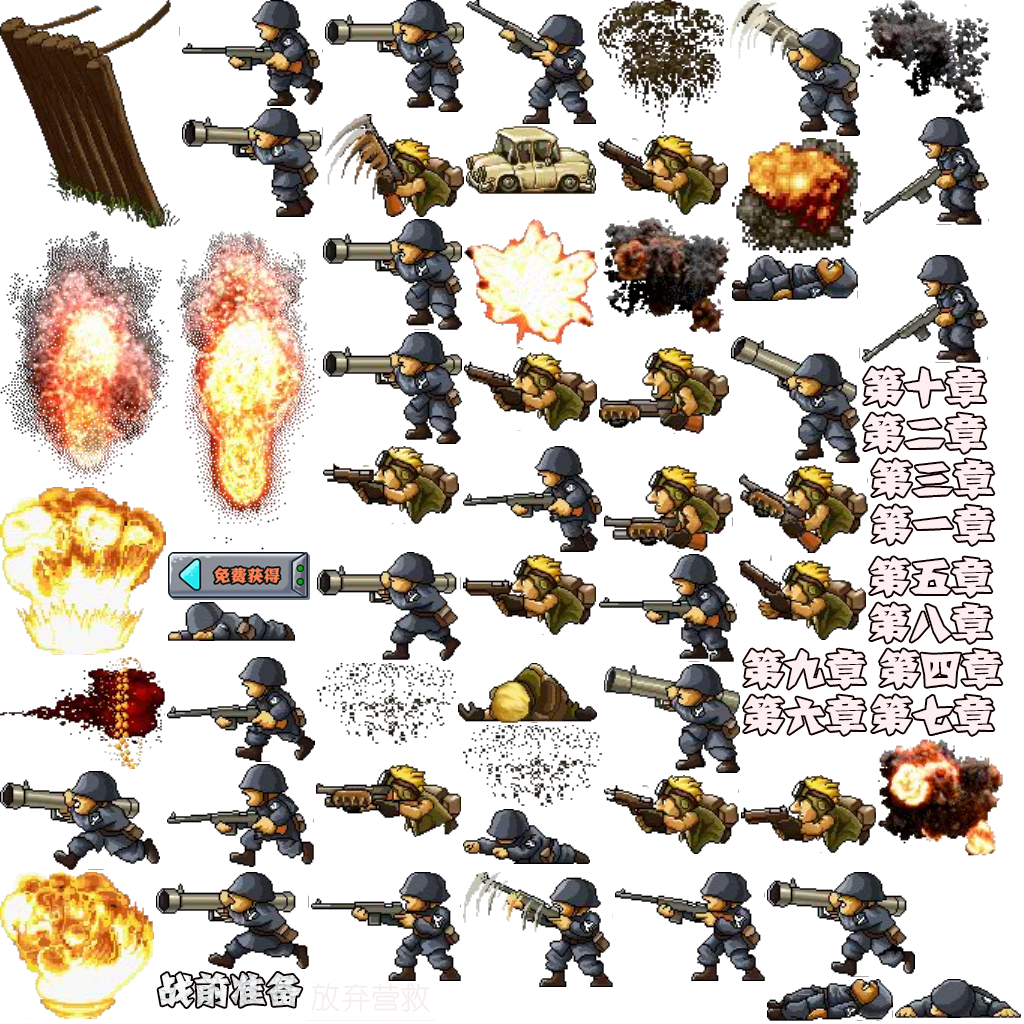 第十章
第二章
第三章
第一章
免费获得
第五章
第八章
第九章 第四章
第六章 第七章
战前准备
放弃营救